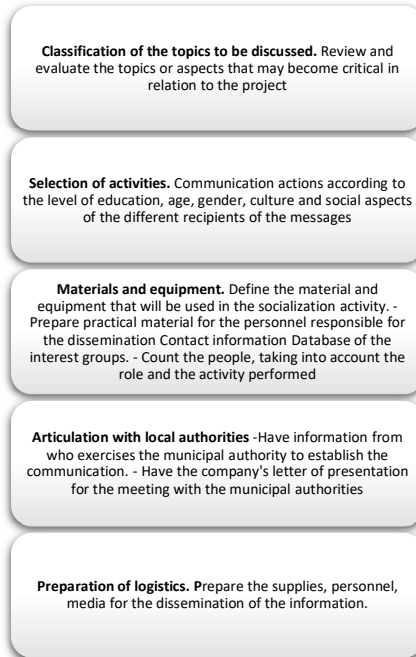 Classification of the topics to be discussed. Review and
evaluate the topics or aspects that may become critical in
relation to the project
Selection of activities. Communication actions according to
the level of education, age, gender, culture and social aspects
of the different recipients of the messages
Materials and equipment. Define the material and
equipment that will be used in the socialization activity. -
Prepare practical material for the personnel responsible for
the dissemination Contact information Database of the
interest groups. - Count the people, taking into account the
role and the activity performed
Articulation with local authorities -Have information from
who exercises the municipal authority to establish the
communication. - Have the company's letter of presentation
for the meeting with the municipal authorities
Preparation of logistics. Prepare the supplies, personnel,
media for the dissemination of the information.